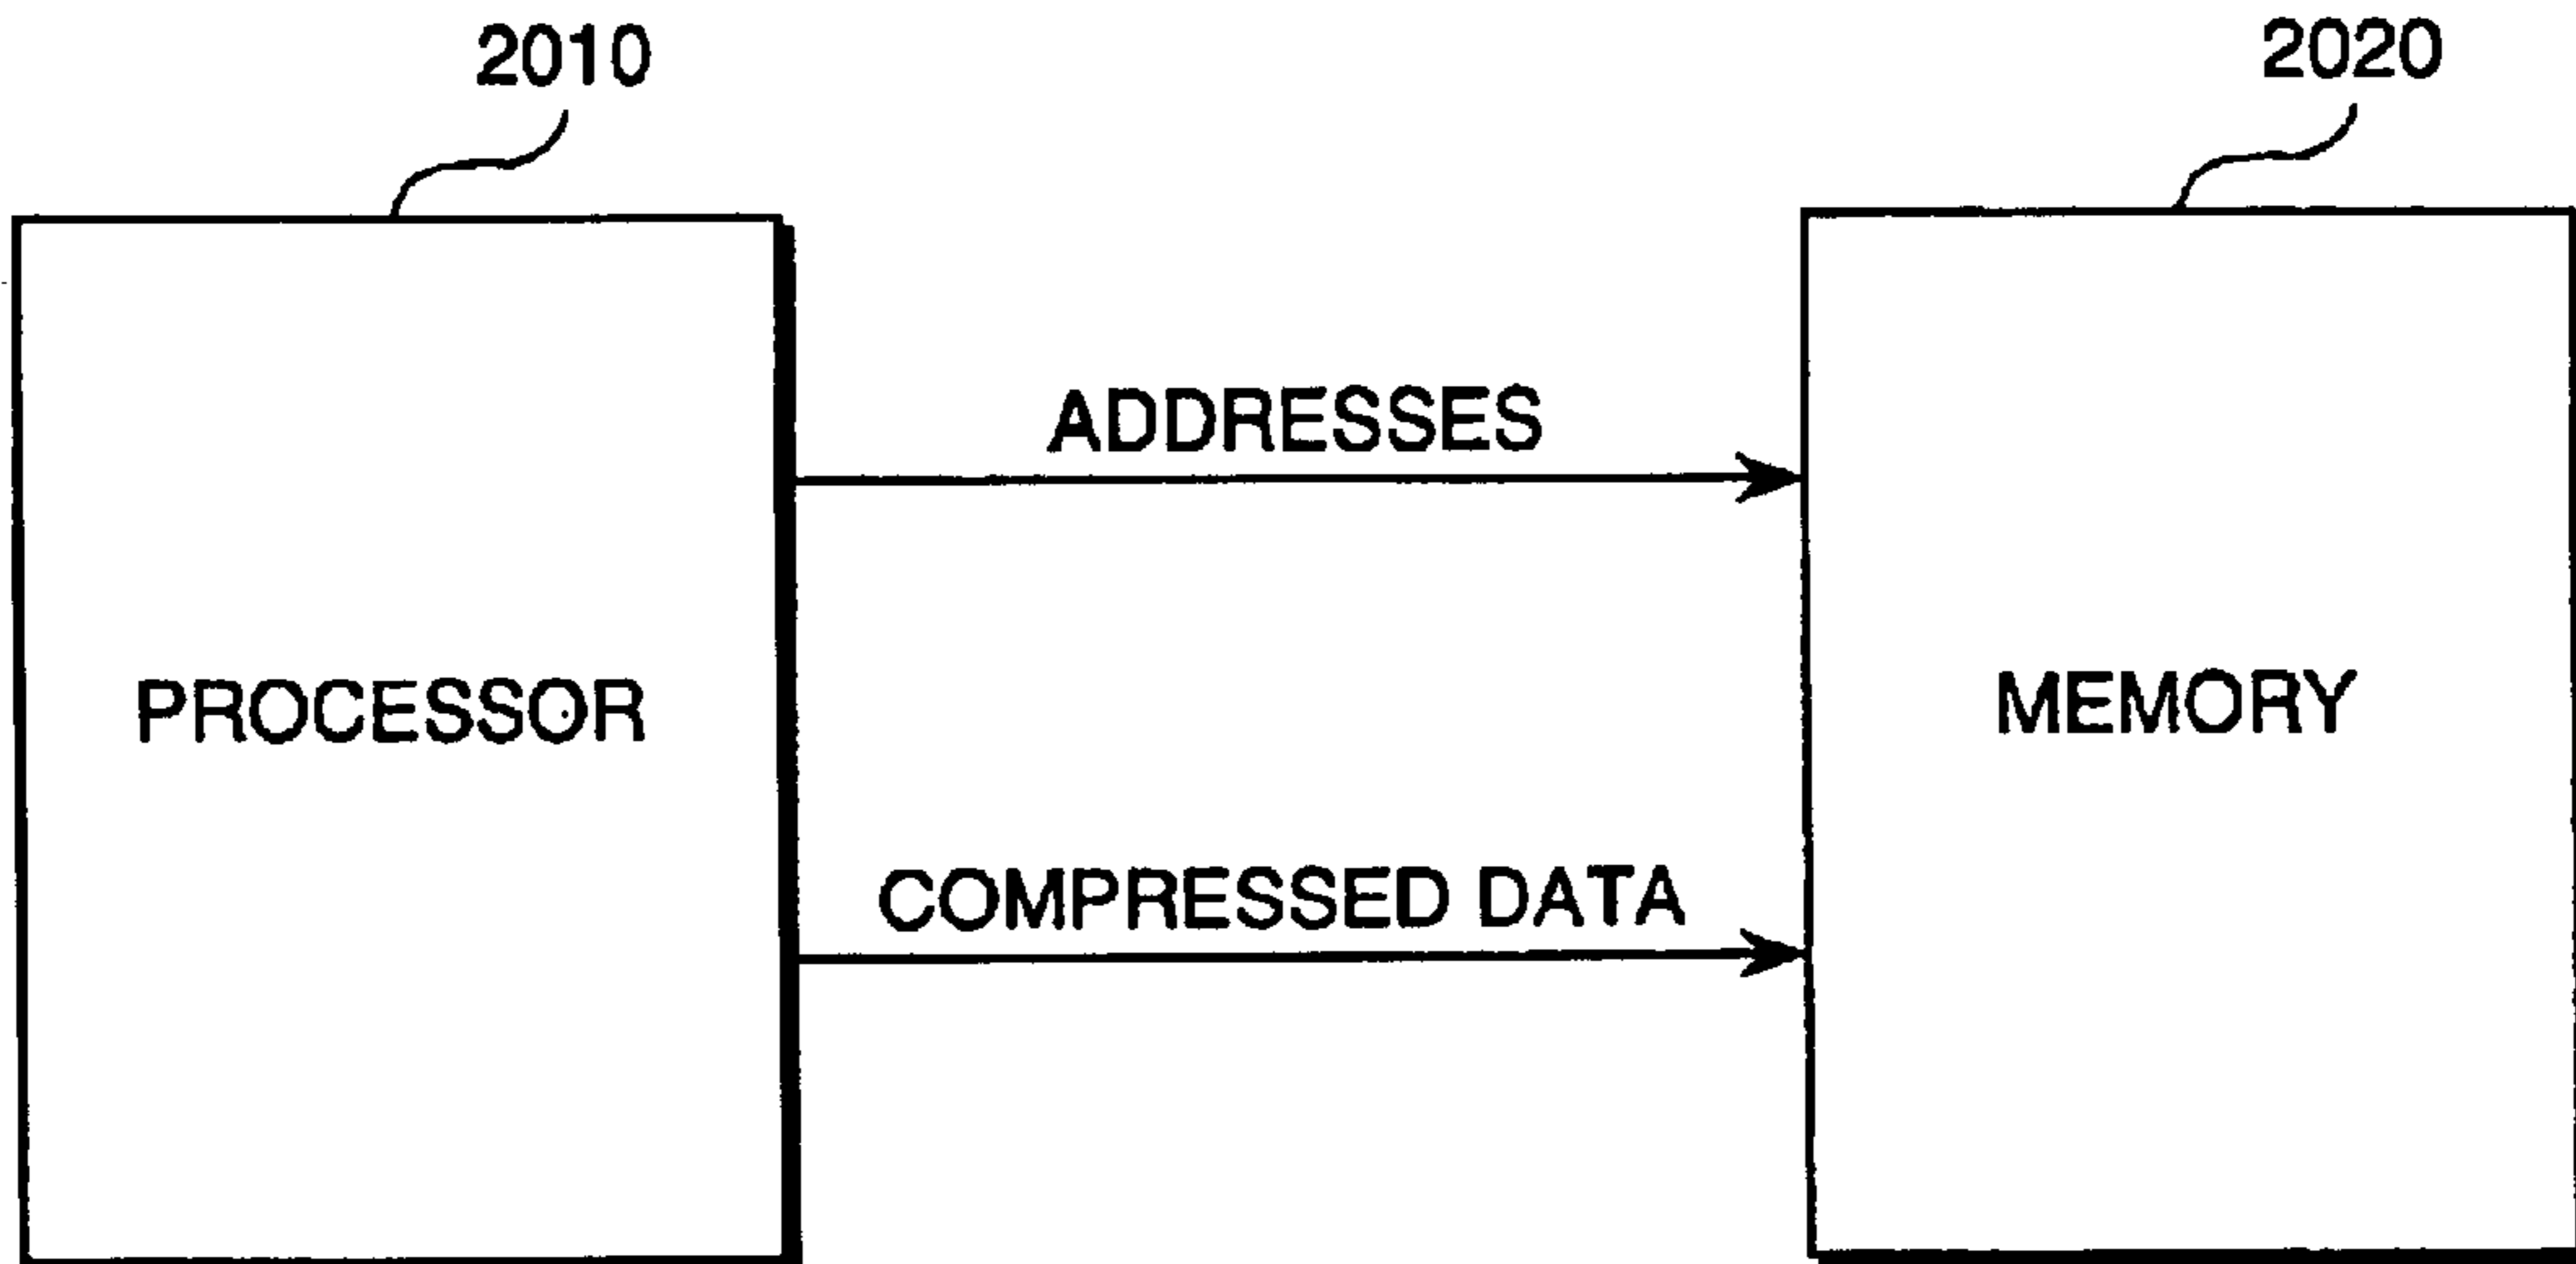 2010
2020
ADDRESSES
PROCESSOR
MEMORY
COMPRESSED DATA